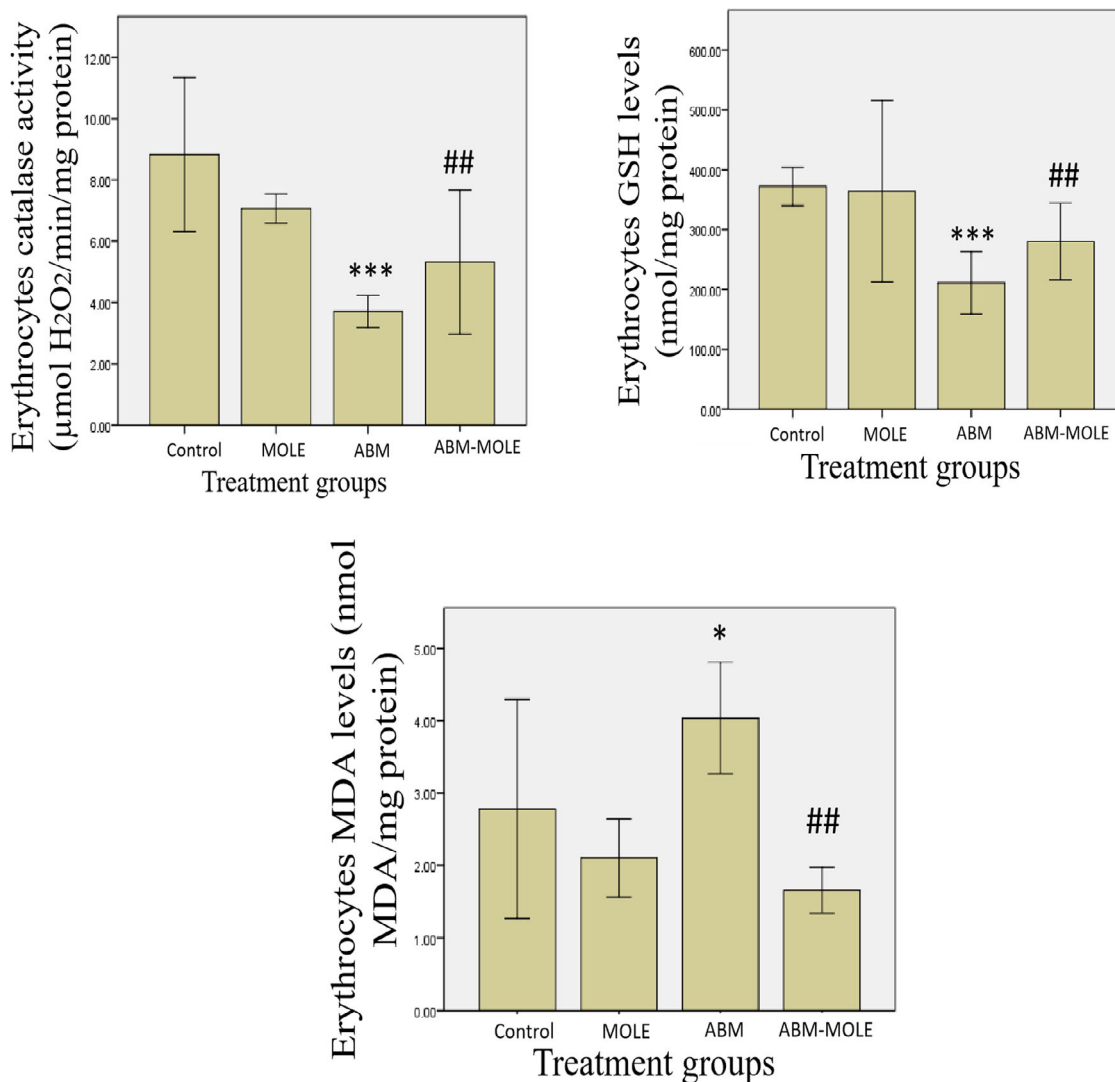 Erythrocytes catalase activity
(μmol H2O2/min/mg protein)
12.00
10.00
8.00
6.00
4.00
2.00
0.00
##
***
Control MOLE ABM ABM-MOLE
Treatment groups
Erythrocytes GSH levels
(nmol/mg protein)
600.00
500.00
400.00
300.00
200.00
100.00
0.00
##
***
Control MOLE ABM ABM-MOLE
Treatment groups
Erythrocytes MDA levels (nmol
MDA/mg protein)
5.00
4.00
3.00
2.00
1.00
0.00
*
##
Control MOLE ABM ABM-MOLE
Treatment groups